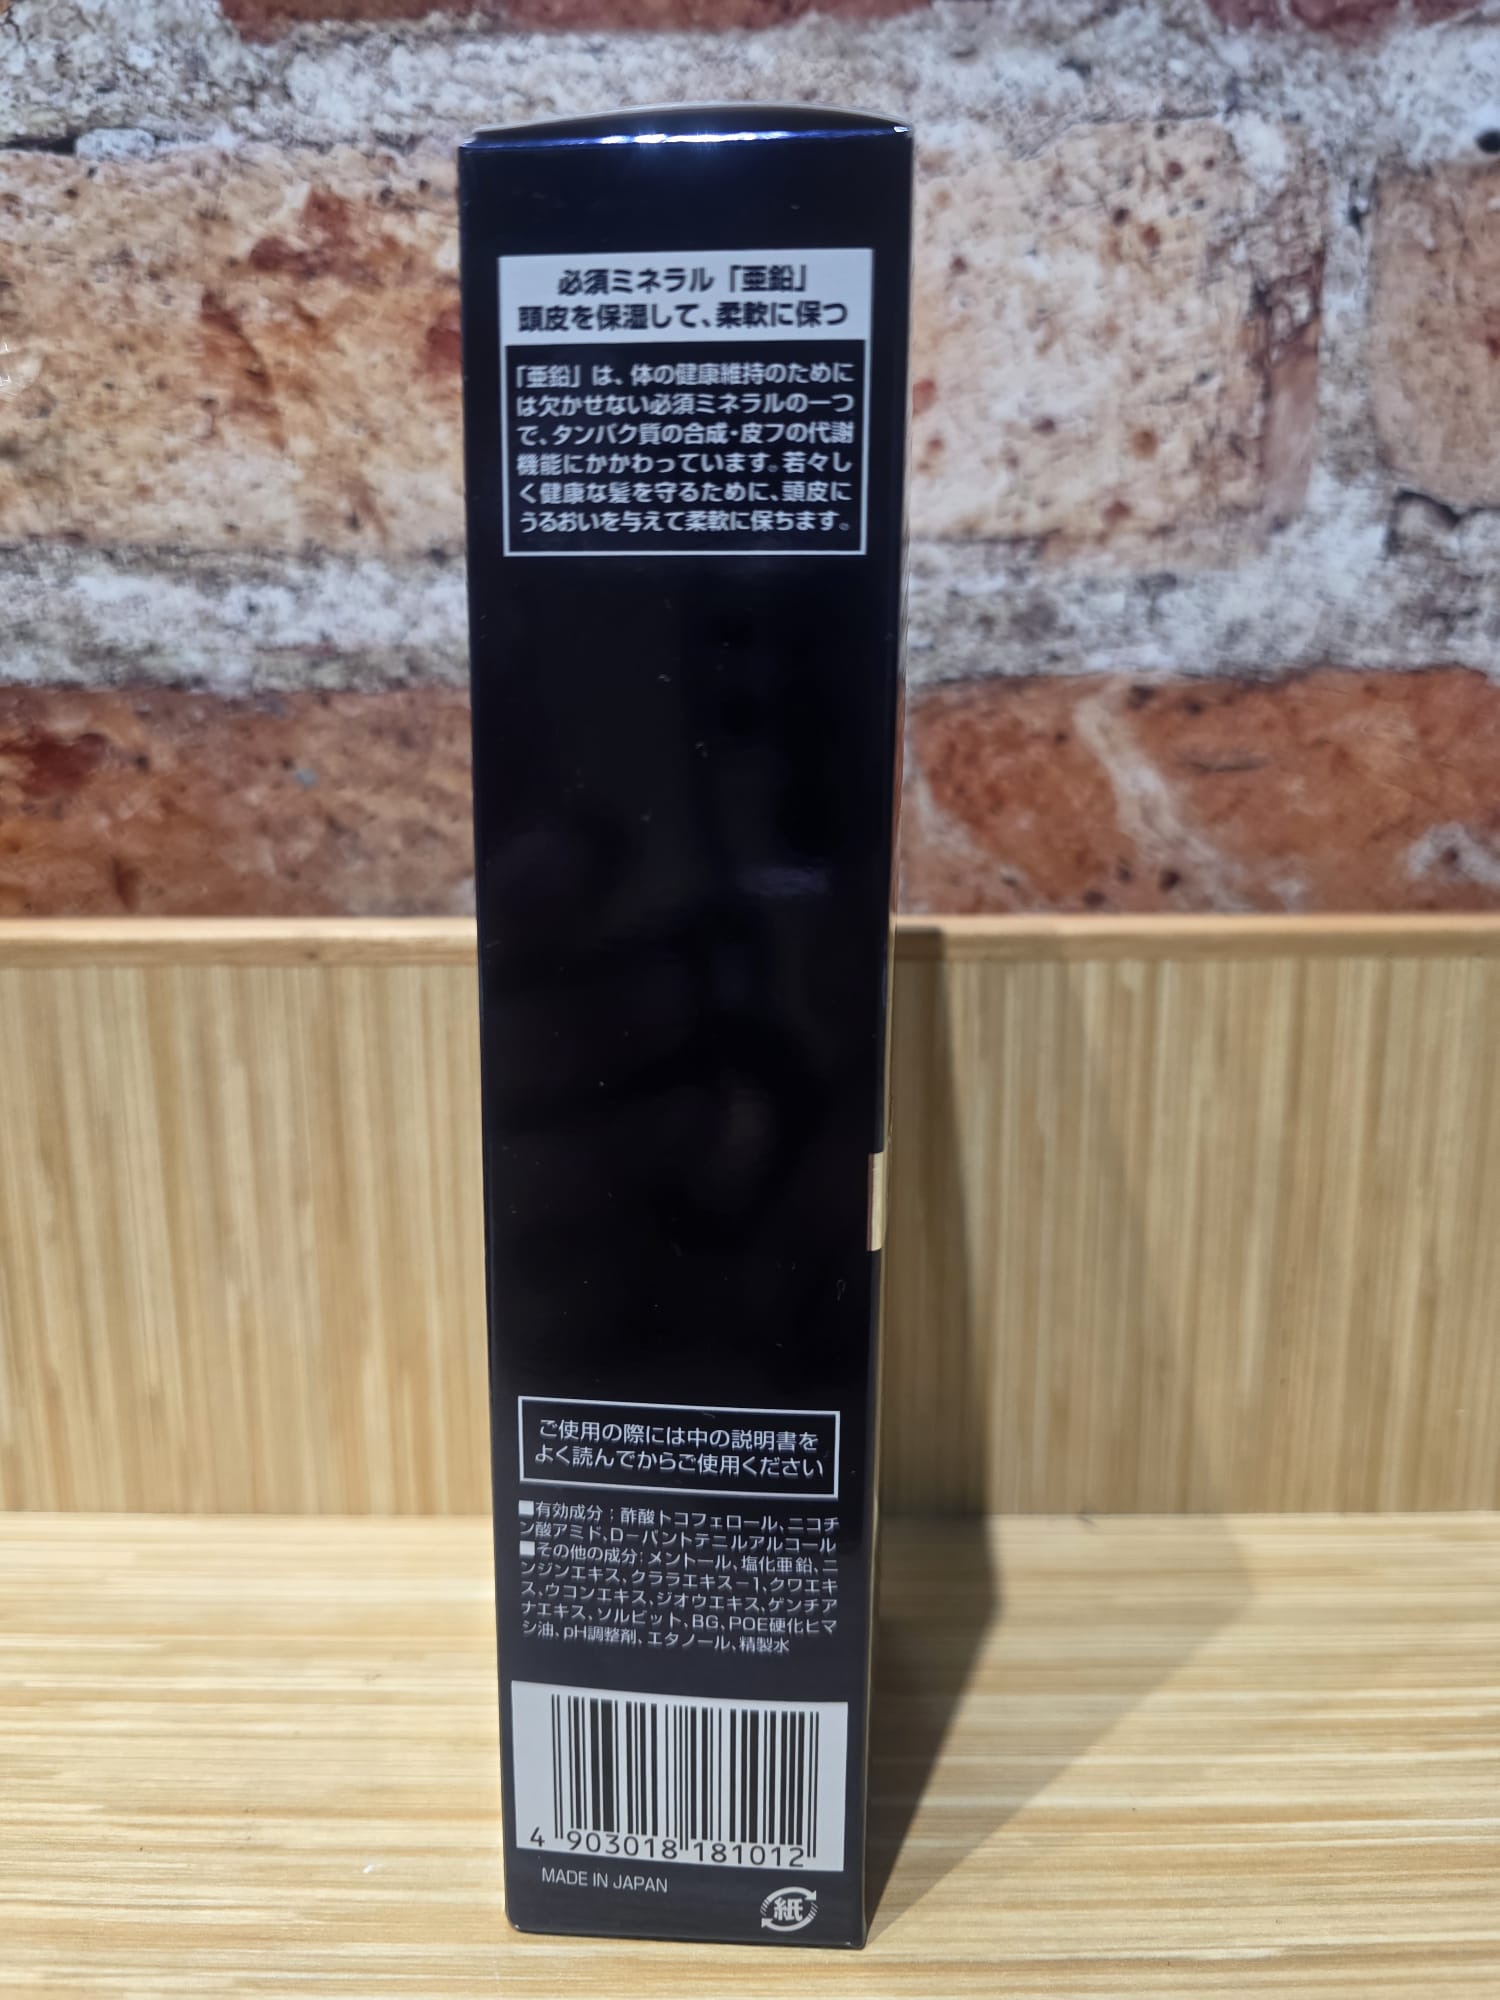 必須ミネラル「亜鉛」
頭皮を保湿して、柔軟に保つ
「亜鉛」は、体の健康維持のために
は欠かせない必須ミネラルの一つ
で、タンパク質の合成・皮フの代謝
機能にかかわっています。若々し
く健康な髪を守るために、頭皮に
うるおいを与えて柔軟に保ちます。
ご使用の際には中の説明書を
よく読んでからご使用ください
■有効成分：酢酸トコフェロール、ニコチ
ン酸アミド、D－パントテニルアルコール
■その他の成分：メントール、塩化亜鉛、ニ
ンジンエキス、クララエキス－1、クワエキ
ス、ウコンエキス、ジオウエキス、ゲンチア
ナエキス、ソルビット、BG、POE硬化ヒマ
シ油、pH調整剤、エタノール、精製水
4 903018 181012
MADE IN JAPAN
紙